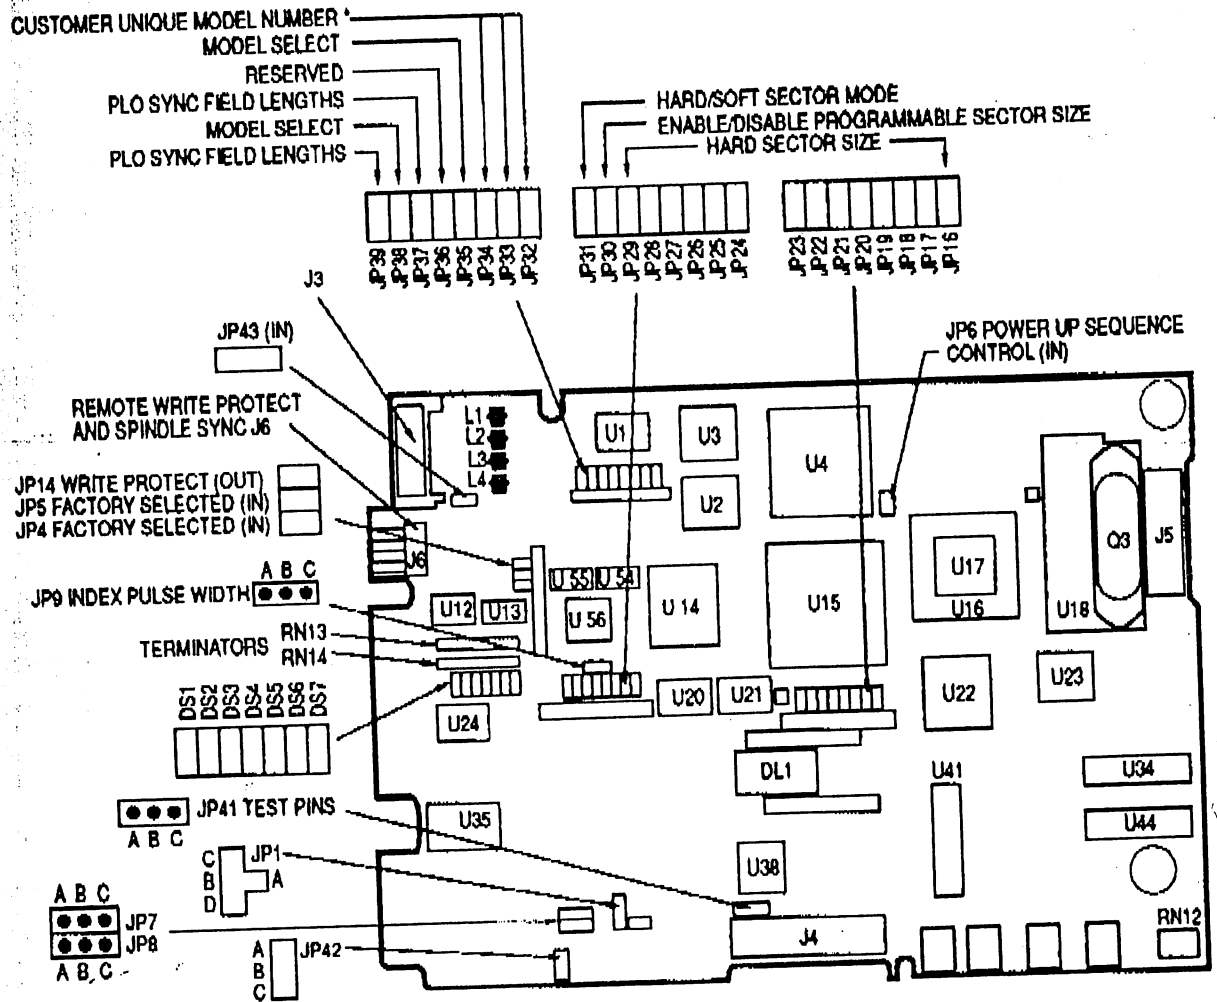 CUSTOMER UNIQUE MODEL NUMBER *
MODEL SELECT
RESERVED
PLO SYNC FIELD LENGTHS
MODEL SELECT
PLO SYNC FIELD LENGTHS
HARD/SOFT SECTOR MODE
ENABLE/DISABLE PROGRAMMABLE SECTOR SIZE
HARD SECTOR SIZE
JP39 JP38 JP37 JP36 JP35 JP34 JP33 JP32
JP31 JP30 JP29 JP28 JP27 JP26 JP25 JP24
JP23 JP22 JP21 JP20 JP19 JP18 JP17 JP16
J3
JP43 (IN)
JP6 POWER UP SEQUENCE
CONTROL (IN)
REMOTE WRITE PROTECT
AND SPINDLE SYNC J6
L1
L2
L3
L4
U1
U3
U4
U2
JP14 WRITE PROTECT (OUT)
JP5 FACTORY SELECTED (IN)
JP4 FACTORY SELECTED (IN)
J6
Q3
J5
U17
U16
U18
A B C
JP9 INDEX PULSE WIDTH
U 55
U 54
U12
U13
U 56
U 14
U15
TERMINATORS
RN13
RN14
DS1 DS2 DS3 DS4 DS5 DS6 DS7
U20
U21
U22
U23
U24
DL1
U41
U34
U44
JP41 TEST PINS
A B C
U35
U38
C
B
D
JP1
A
A B C
JP7
JP8
A B C
A
B
C
JP42
J4
RN12